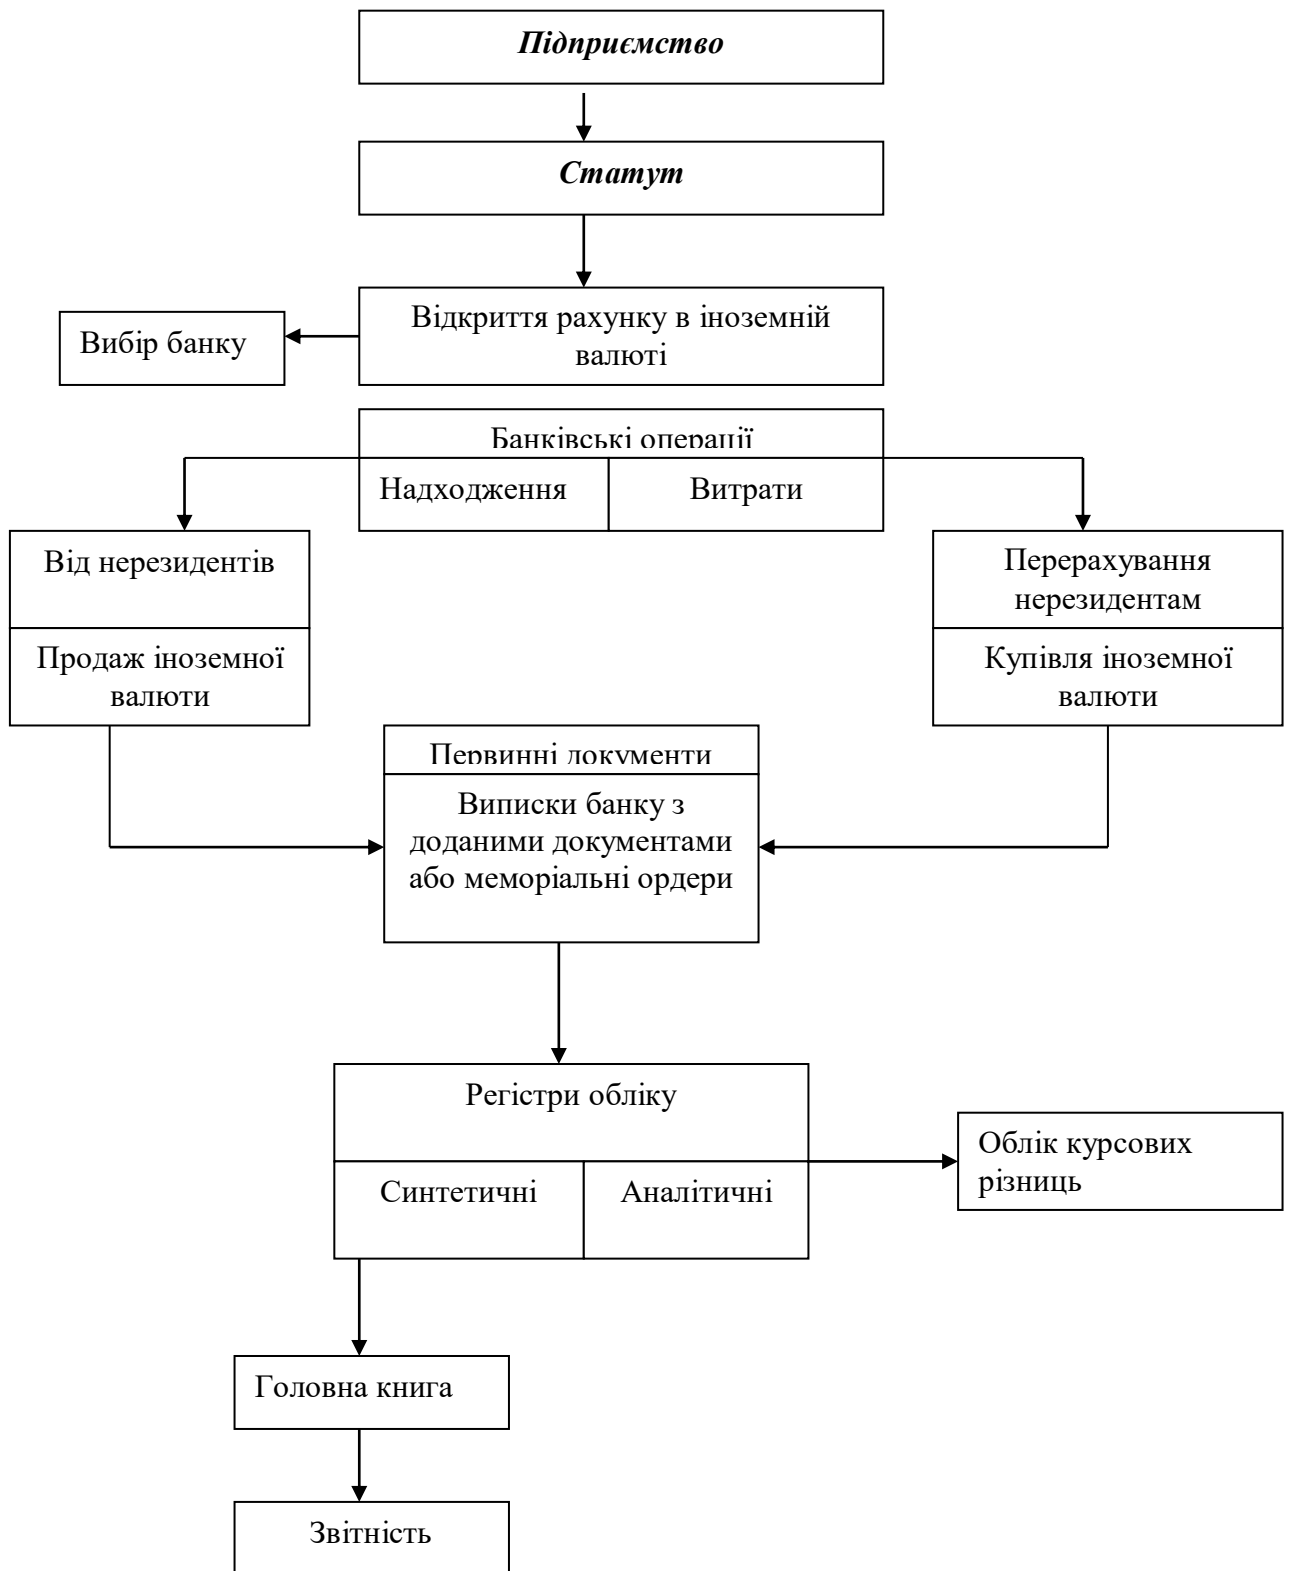 Підприємство
Статут
Відкриття рахунку в іноземній
валюті
Вибір банку
Банківські операції
Надходження
Витрати
Від нерезидентів
Перерахування
нерезидентам
Продаж іноземної
валюти
Купівля іноземної
валюти
Первинні документи
Виписки банку з
доданими документами
або меморіальні ордери
Регістри обліку
Облік курсових
різниць
Синтетичні
Аналітичні
Головна книга
Звітність